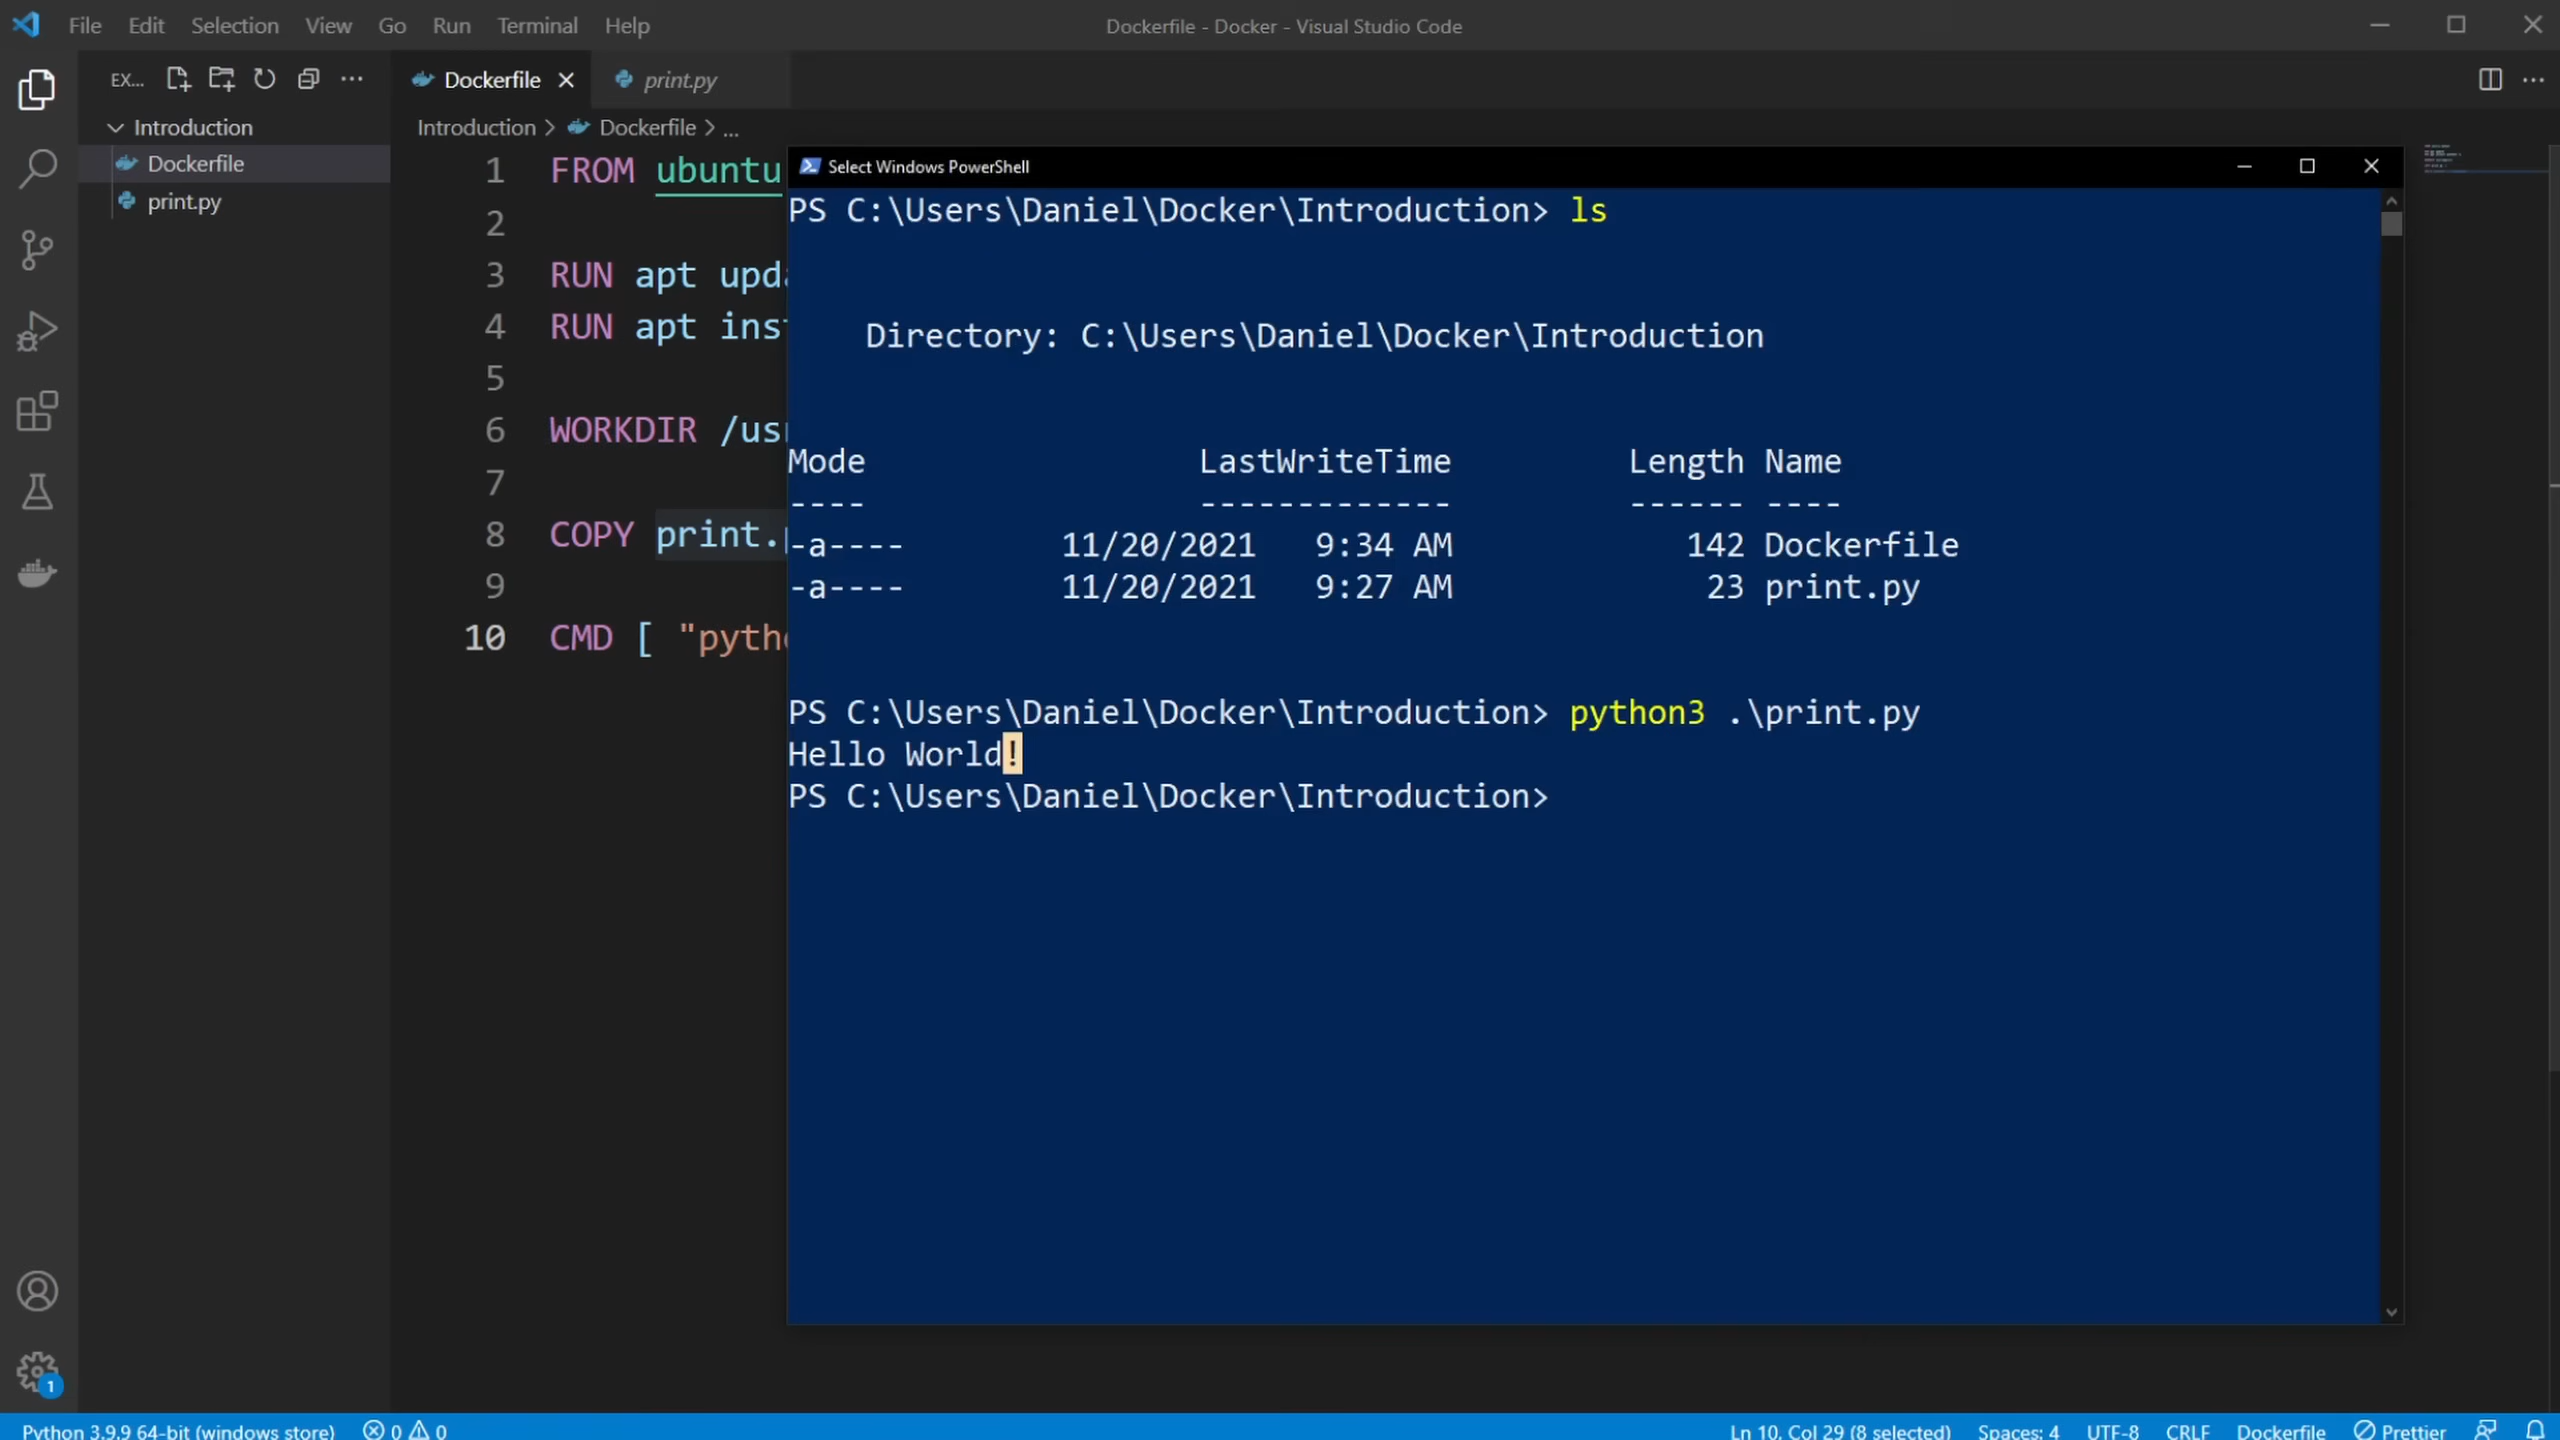 File Edit Selection View Go Run Terminal Help
Dockerfile - Docker - Visual Studio Code
EX...
Dockerfile
print.py
Introduction
Dockerfile
print.py
Introduction > Dockerfile > ...
1 FROM ubuntu
2
3 RUN apt upd
4 RUN apt ins
5
6 WORKDIR /us
7
8 COPY print.
9
10 CMD [ "pyth
Select Windows PowerShell
PS C:\Users\Daniel\Docker\Introduction> ls
Directory: C:\Users\Daniel\Docker\Introduction
Mode LastWriteTime Length Name
---- ------------- ------ ----
-a---- 11/20/2021 9:34 AM 142 Dockerfile
-a---- 11/20/2021 9:27 AM 23 print.py
PS C:\Users\Daniel\Docker\Introduction> python3 .\print.py
Hello World!
PS C:\Users\Daniel\Docker\Introduction>
1
Python 3.9.9 64-bit (windows store) 0 0 Ln 10, Col 29 (8 selected) Spaces: 4 UTF-8 CRLF Dockerfile Prettier